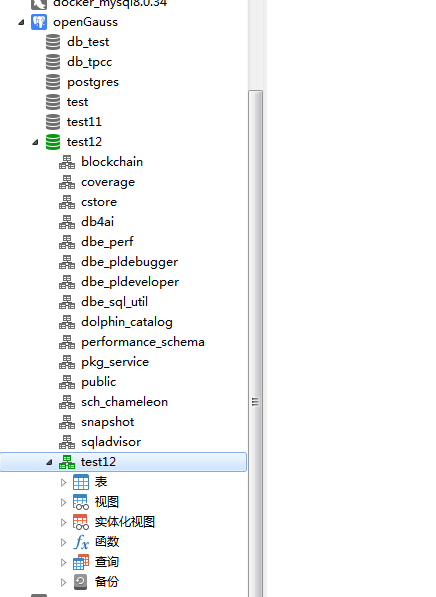 docker_mysql8.0.34
openGauss
db_test
db_tpcc
postgres
test
test11
test12
blockchain
coverage
cstore
db4ai
dbe_perf
dbe_pldebugger
dbe_pldeveloper
dbe_sql_util
dolphin_catalog
performance_schema
pkg_service
public
sch_chameleon
snapshot
sqladvisor
test12
表
视图
实体化视图
函数
查询
备份